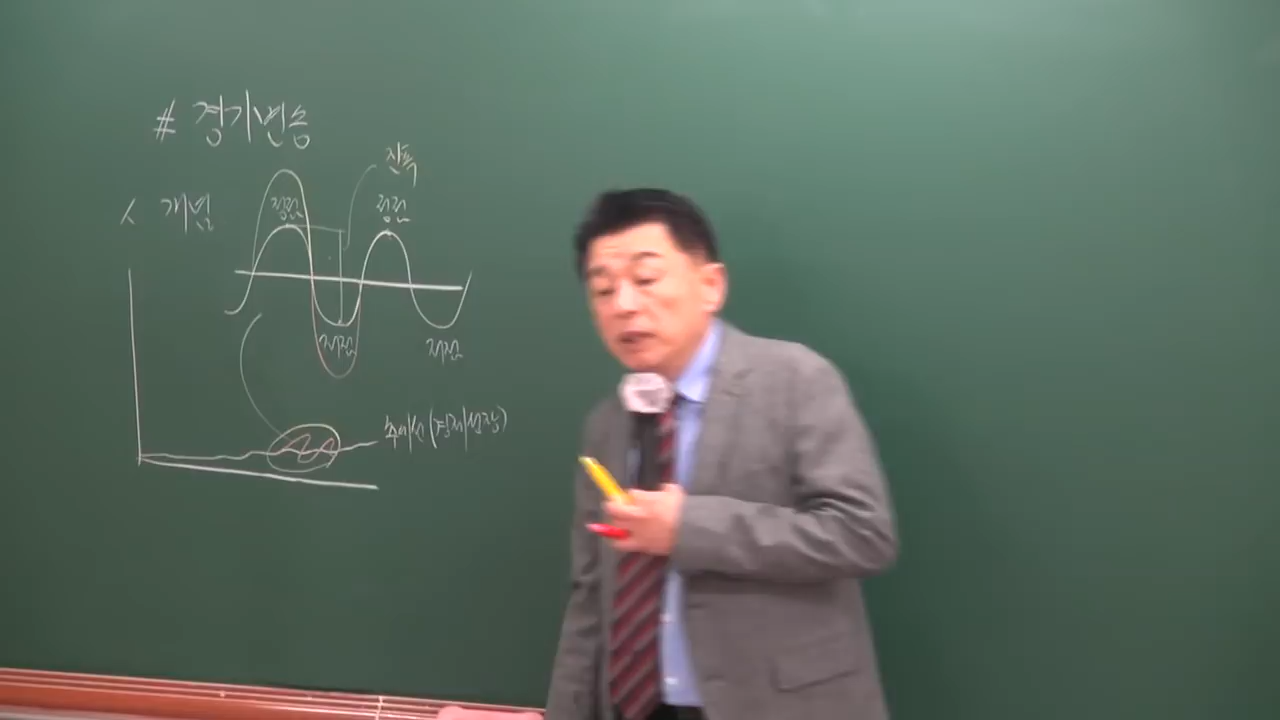 # 경기변동
진폭
1. 개념
정점 정점
저점 저점
추세선 (경제성장)